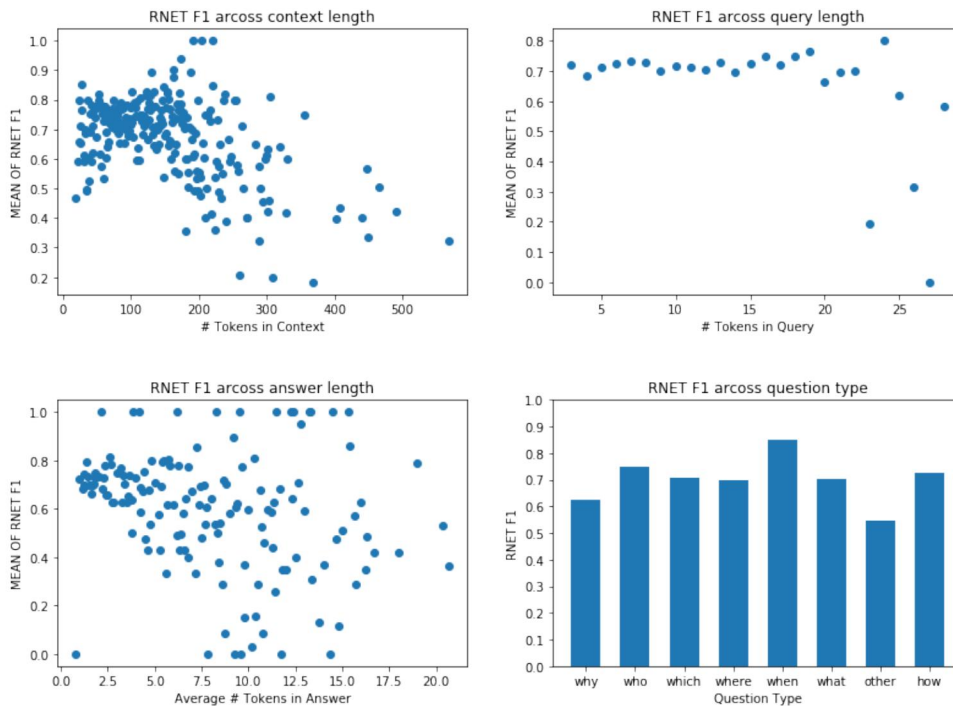 RNET F1 arcoss context length
1.0
0.9
0.8
0.7
0.6
0.5
0.4
0.3
0.2
MEAN OF RNET F1
0 100 200 300 400 500
# Tokens in Context
RNET F1 arcoss query length
0.8
0.7
0.6
0.5
0.4
0.3
0.2
0.1
0.0
MEAN OF RNET F1
5 10 15 20 25
# Tokens in Query
RNET F1 arcoss answer length
1.0
0.8
0.6
0.4
0.2
0.0
MEAN OF RNET F1
0.0 2.5 5.0 7.5 10.0 12.5 15.0 17.5 20.0
Average # Tokens in Answer
RNET F1 arcoss question type
1.0
0.9
0.8
0.7
0.6
0.5
0.4
0.3
0.2
0.1
0.0
RNET F1
why who which where when what other how
Question Type